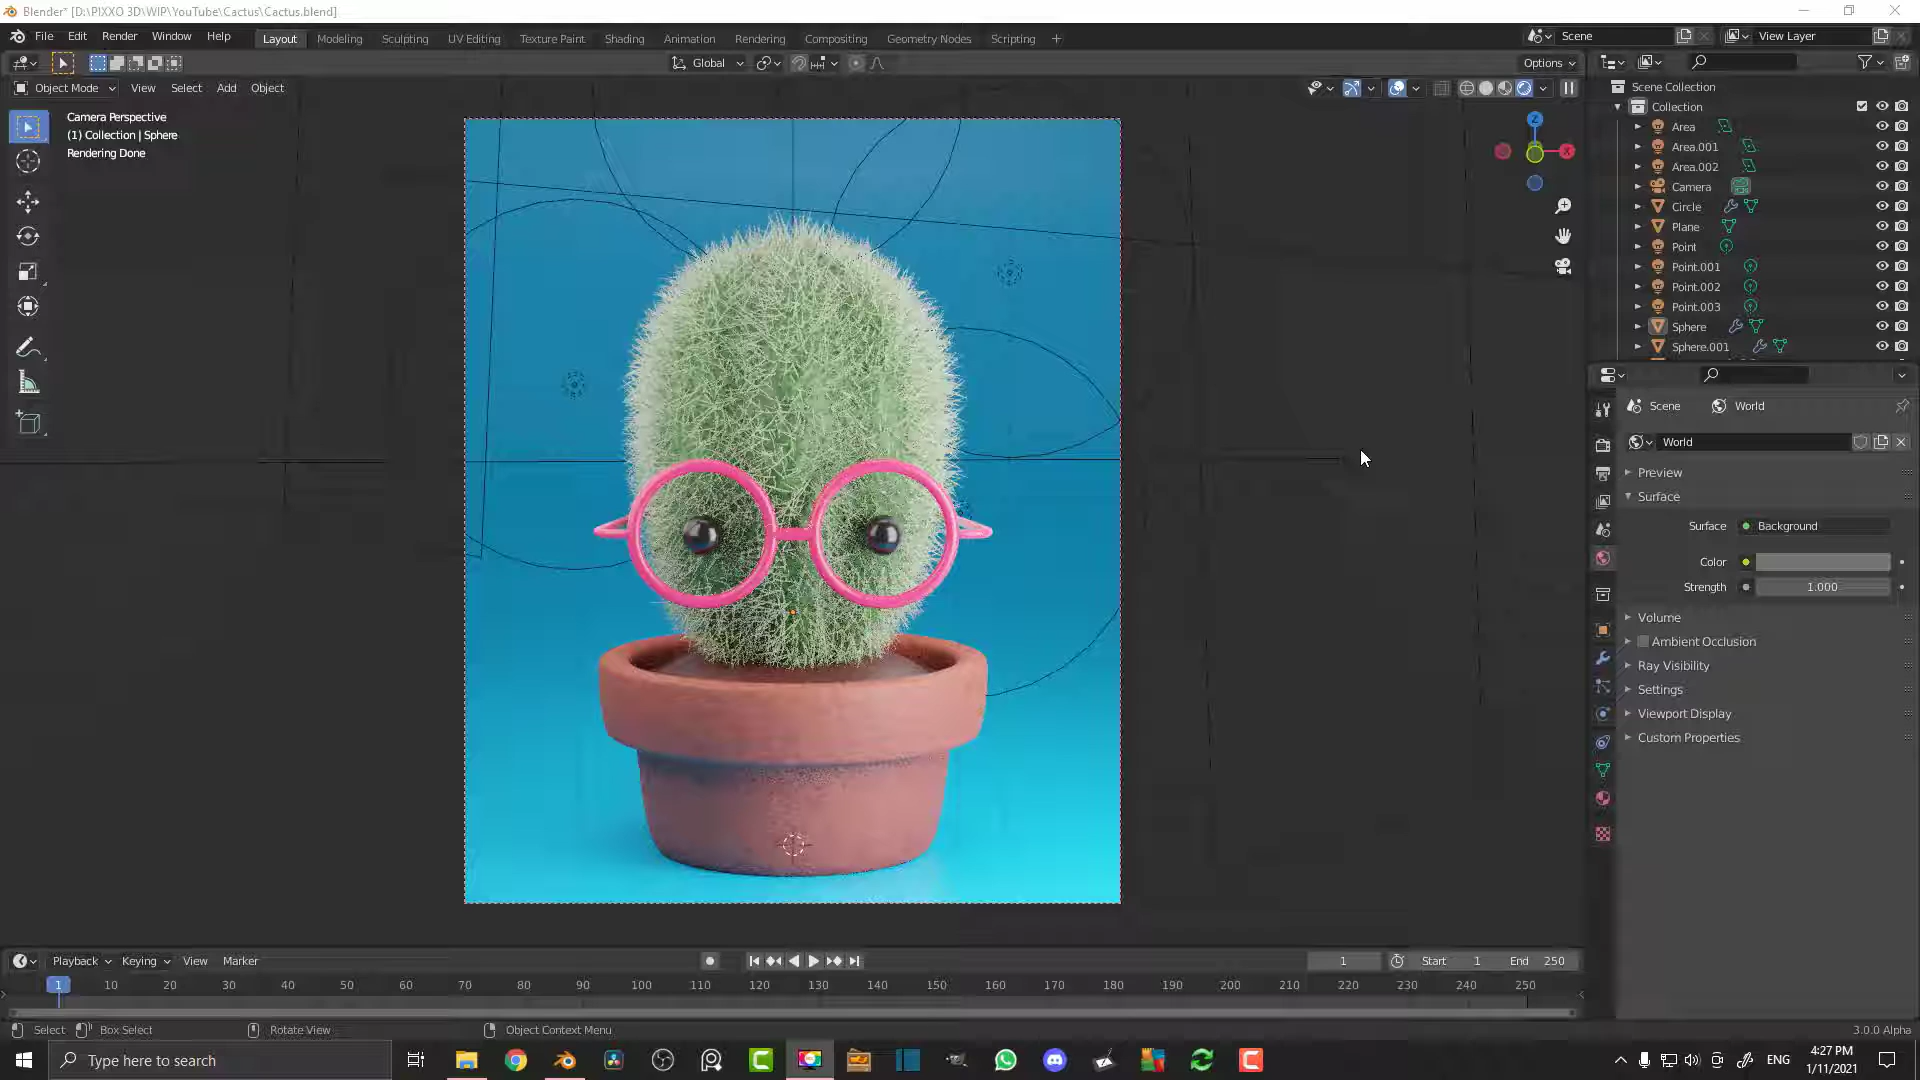 Blender* [D:\PIXXO 3D\WIP\YouTube\Cactus\Cactus.blend]
File Edit Render Window Help Layout Modeling Sculpting UV Editing Texture Paint Shading Animation Rendering Compositing Geometry Nodes Scripting + Scene View Layer
Global Options
Object Mode View Select Add Object
Camera Perspective
(1) Collection | Sphere
Rendering Done
Z
X
Scene Collection
Collection
Area
Area.001
Area.002
Camera
Circle
Plane
Point
Point.001
Point.002
Point.003
Sphere
Sphere.001
Scene World
World
Preview
Surface
Surface Background
Color
Strength 1.000
Volume
Ambient Occlusion
Ray Visibility
Settings
Viewport Display
Custom Properties
Playback Keying View Marker 1 Start 1 End 250
1 10 20 30 40 50 60 70 80 90 100 110 120 130 140 150 160 170 180 190 200 210 220 230 240 250
Select Box Select Rotate View Object Context Menu 3.0.0 Alpha
Type here to search ENG 4:27 PM
1/11/2021